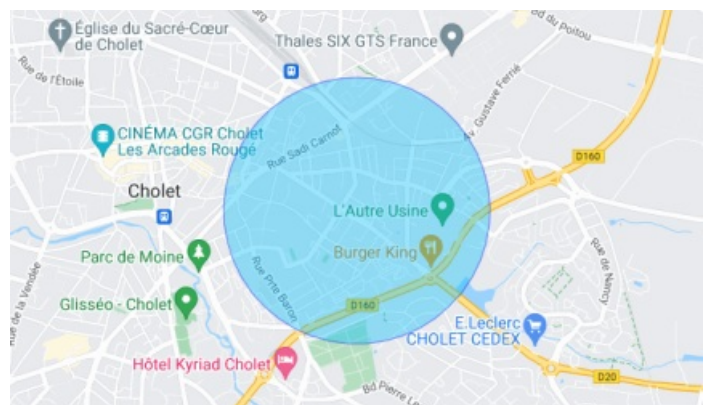 Église du Sacré-Cœur
de Cholet
Thales SIX GTS France
Bd du Poitou
Rue de l'Étoile
Av. Gustave Ferrié
CINÉMA CGR Cholet
Les Arcades Rougé
Rue Sadi Carnot
D160
Cholet
L'Autre Usine
Burger King
Parc de Moine
Rue Prte Baron
Rue de Nancy
Rue de la Vendée
Glisséo - Cholet
D160
E.Leclerc
CHOLET CEDEX
Hôtel Kyriad Cholet
D20
Bd Pierre Le